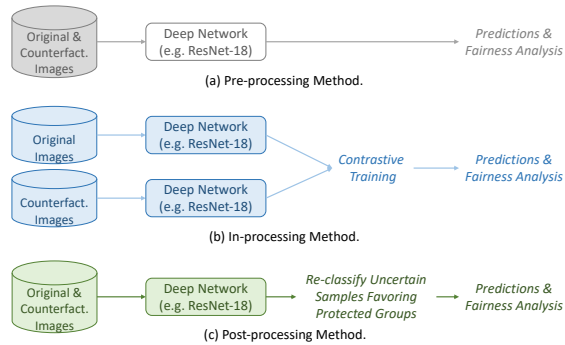 Original &
Counterfact.
Images
Deep Network
(e.g. ResNet-18)
Predictions &
Fairness Analysis
(a) Pre-processing Method.
Original
Images
Deep Network
(e.g. ResNet-18)
Counterfact.
Images
Deep Network
(e.g. ResNet-18)
Contrastive
Training
Predictions &
Fairness Analysis
(b) In-processing Method.
Original &
Counterfact.
Images
Deep Network
(e.g. ResNet-18)
Re-classify Uncertain
Samples Favoring
Protected Groups
Predictions &
Fairness Analysis
(c) Post-processing Method.